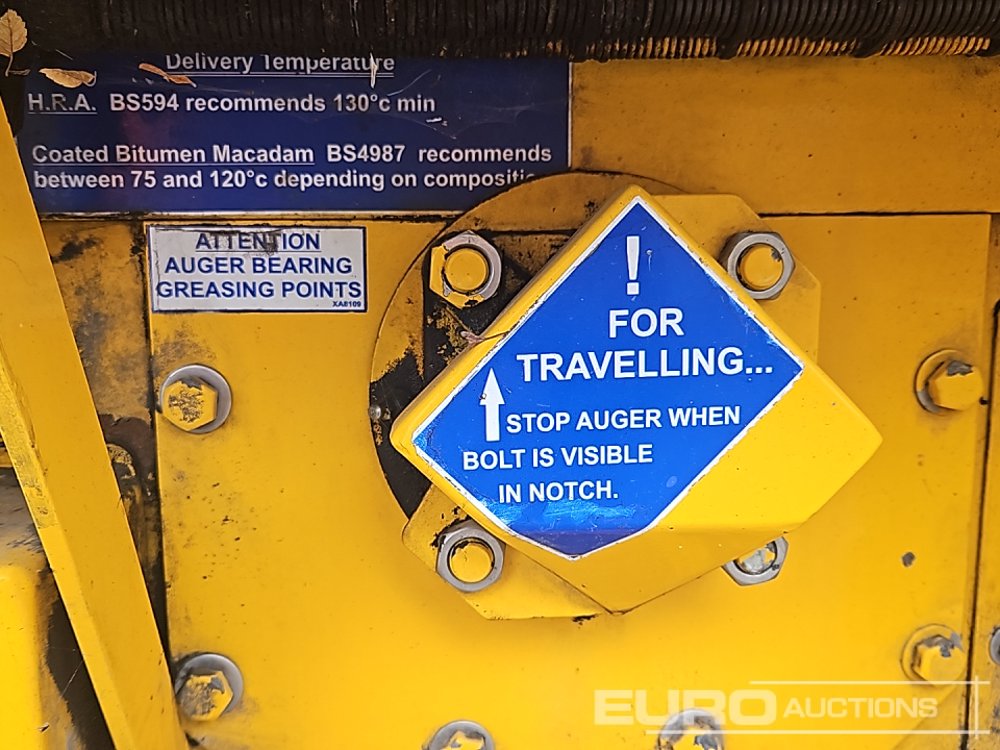 Delivery Temperature
H.R.A. BS594 recommends 130°c min
Coated Bitumen Macadam BS4987 recommends
between 75 and 120°c depending on compositi
ATTENTION
AUGER BEARING
GREASING POINTS
XA8109
!
FOR
TRAVELLING...
STOP AUGER WHEN
BOLT IS VISIBLE
IN NOTCH.
EURO AUCTIONS